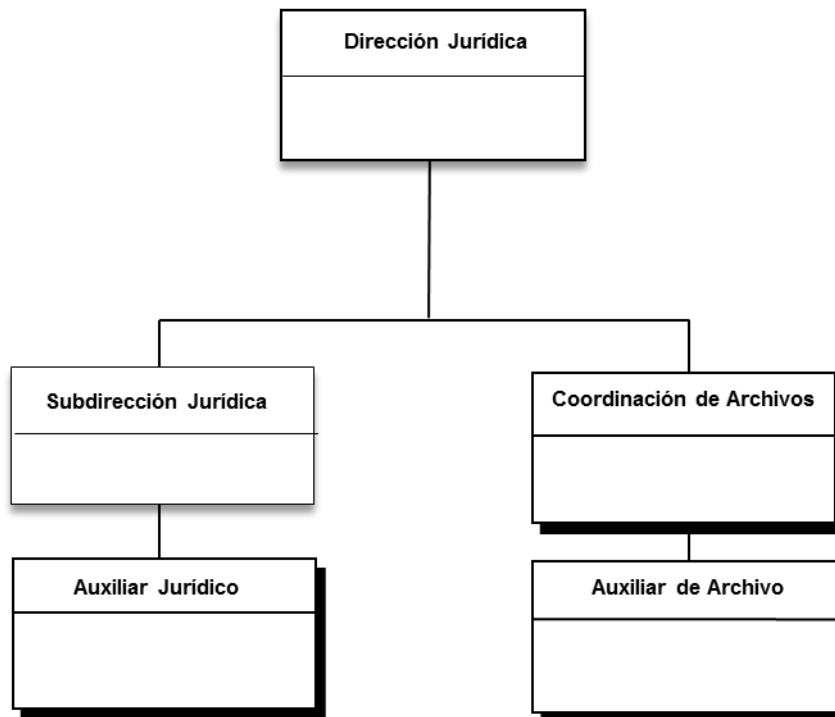 Dirección Jurídica
Subdirección Jurídica
Coordinación de Archivos
Auxiliar Jurídico
Auxiliar de Archivo